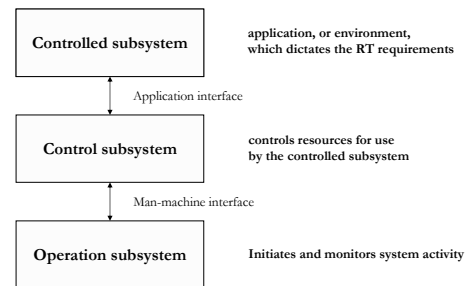 Controlled subsystem
application, or environment,
which dictates the RT requirements
Application interface
Control subsystem
controls resources for use
by the controlled subsystem
Man-machine interface
Operation subsystem
Initiates and monitors system activity